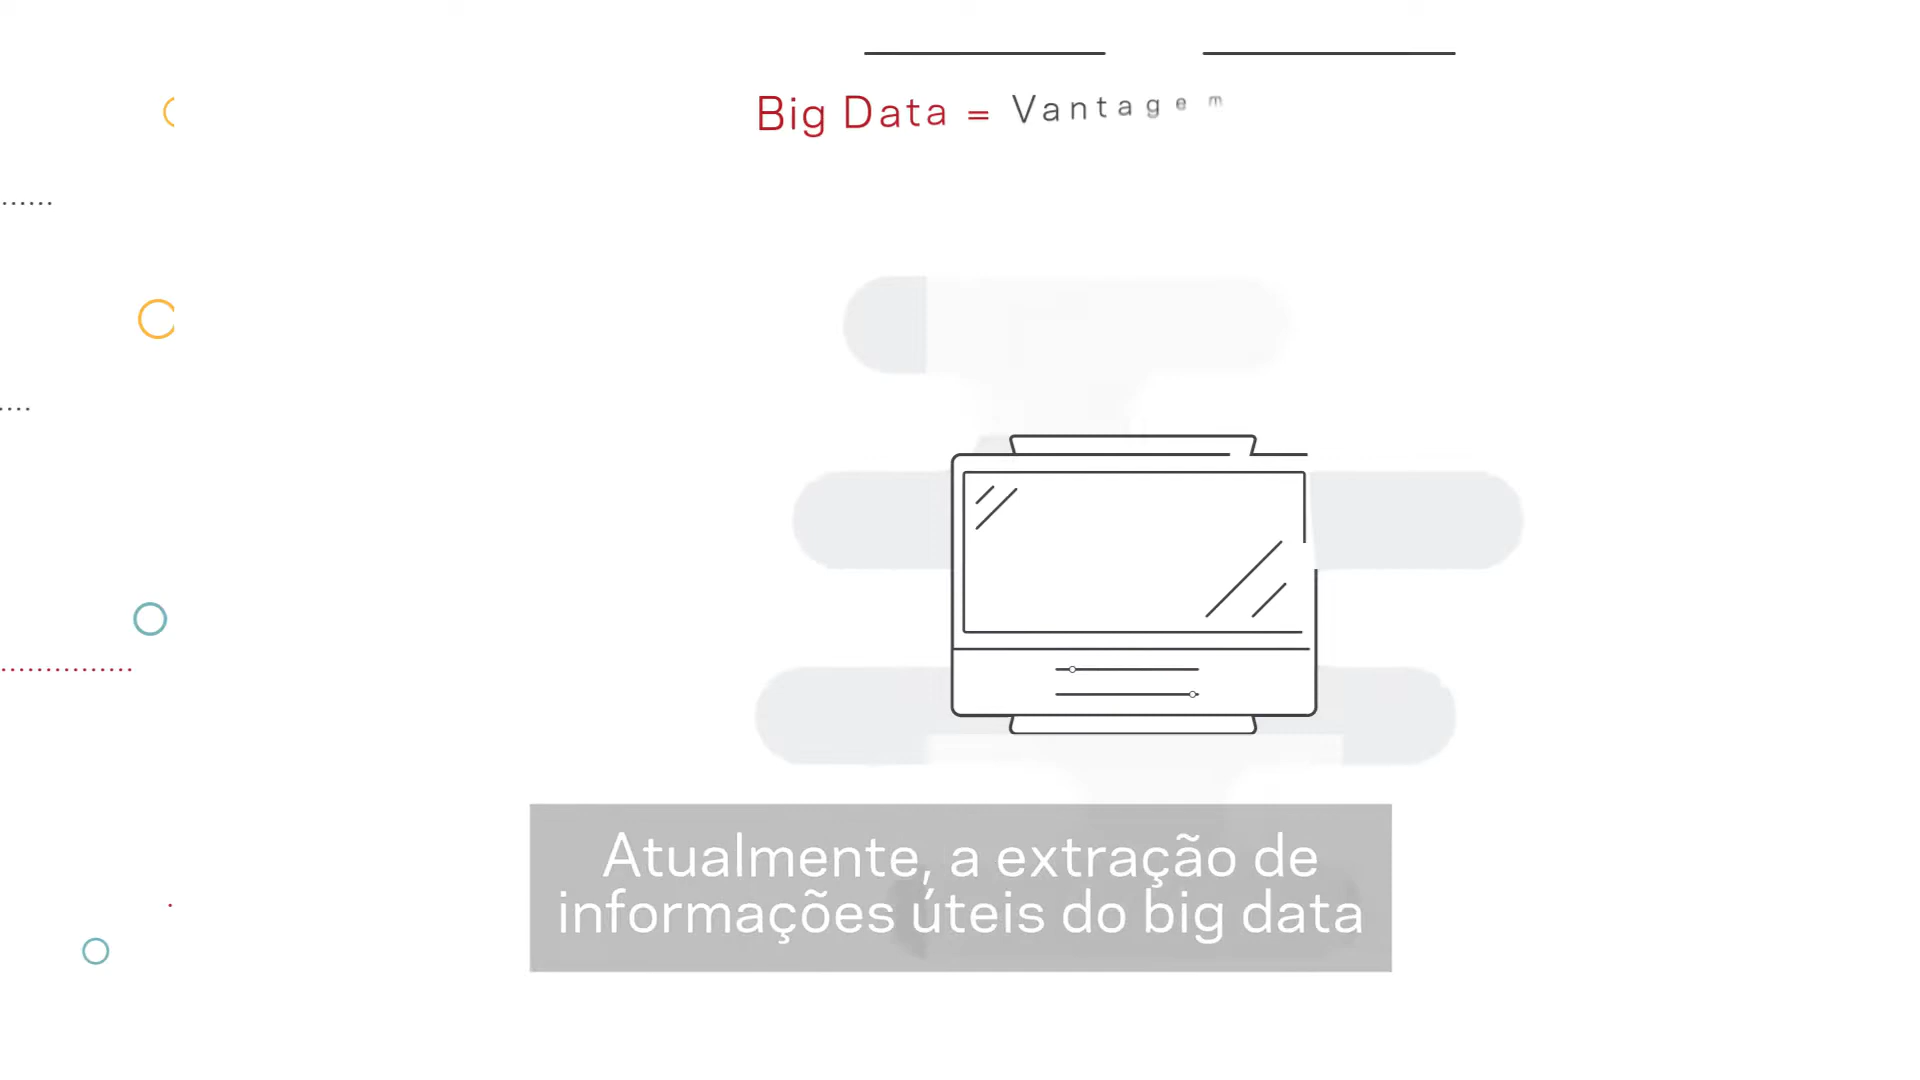 Big Data = Vantagem
Atualmente, a extração de
informações úteis do big data